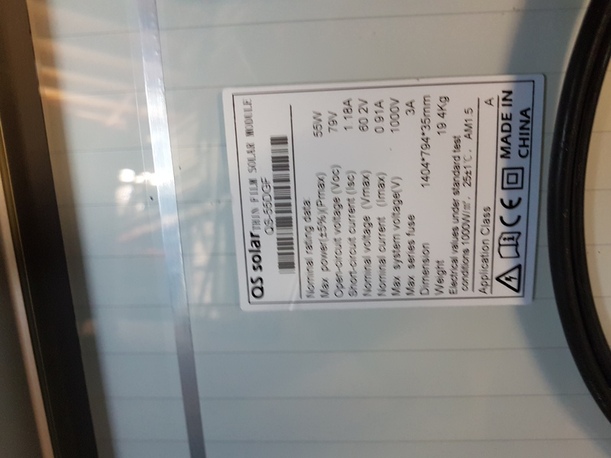 QS solar THIN FILM SOLAR MODULE
QS-55DGF
Nominal rating data
Max power(±5%)(Pmax) 55W
Open-circuit voltage (Voc) 79V
Short-circuit current (Isc) 1.18A
Nominal voltage (Vmax) 60.2V
Nominal current (Imax) 0.91A
Max system voltage(V) 1000V
Max series fuse 3A
Dimension 1404*794*35mm
Weight 19.4Kg
Electrical values under standard test
conditions 1000W/㎡. 25±1℃. AM1.5
Application Class A
CE MADE IN
CHINA